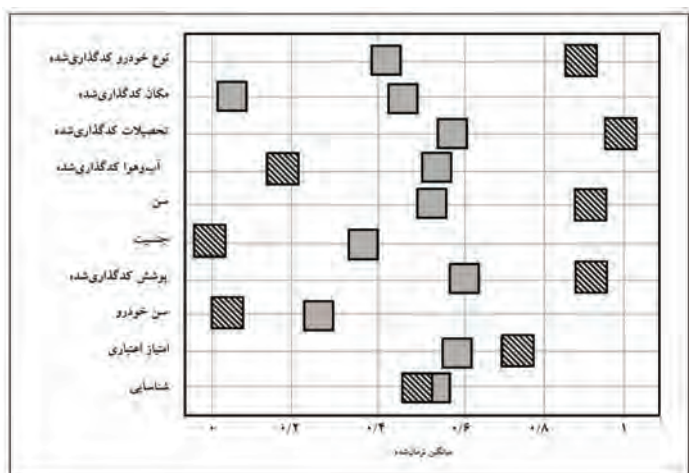 نوع خودرو کدگذاری‌شده
مکان کدگذاری‌شده
تحصیلات کدگذاری‌شده
آب‌وهوا کدگذاری‌شده
سن
جنسیت
پوشش کدگذاری‌شده
سن خودرو
امتیاز اعتباری
شناسایی
۰ ۰/۲ ۰/۴ ۰/۶ ۰/۸ ۱
میانگین نرمال‌شده